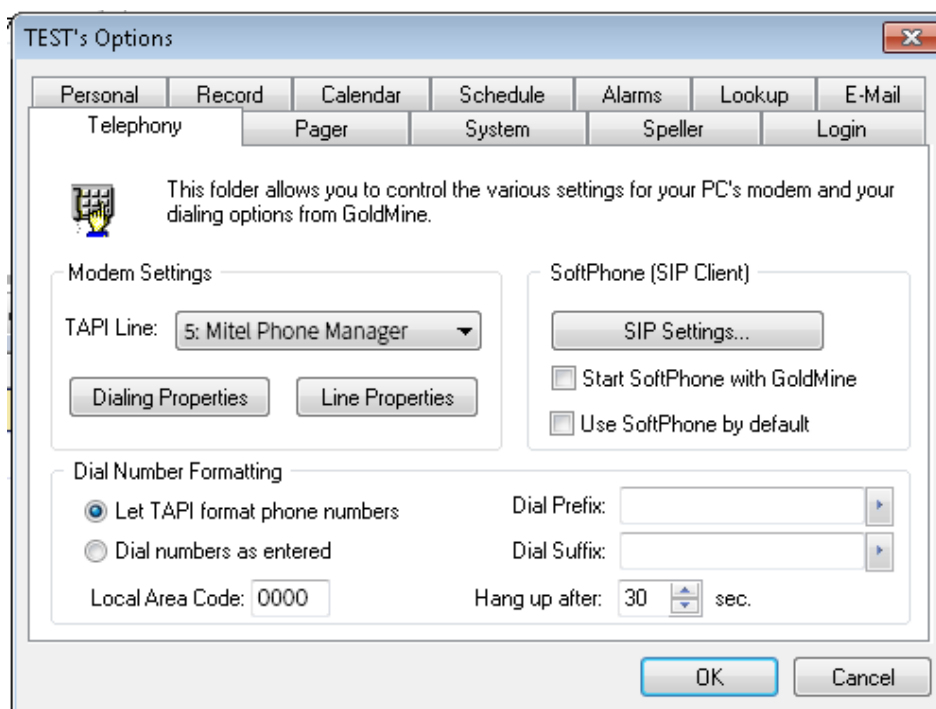 TEST's Options
Personal Record Calendar Schedule Alarms Lookup E-Mail
Telephony Pager System Speller Login
This folder allows you to control the various settings for your PC's modem and your
dialing options from GoldMine.
Modem Settings
TAPI Line: 5: Mitel Phone Manager
Dialing Properties Line Properties
SoftPhone (SIP Client)
SIP Settings...
Start SoftPhone with GoldMine
Use SoftPhone by default
Dial Number Formatting
Let TAPI format phone numbers
Dial numbers as entered
Local Area Code: 0000
Dial Prefix:
Dial Suffix:
Hang up after: 30 sec.
OK Cancel